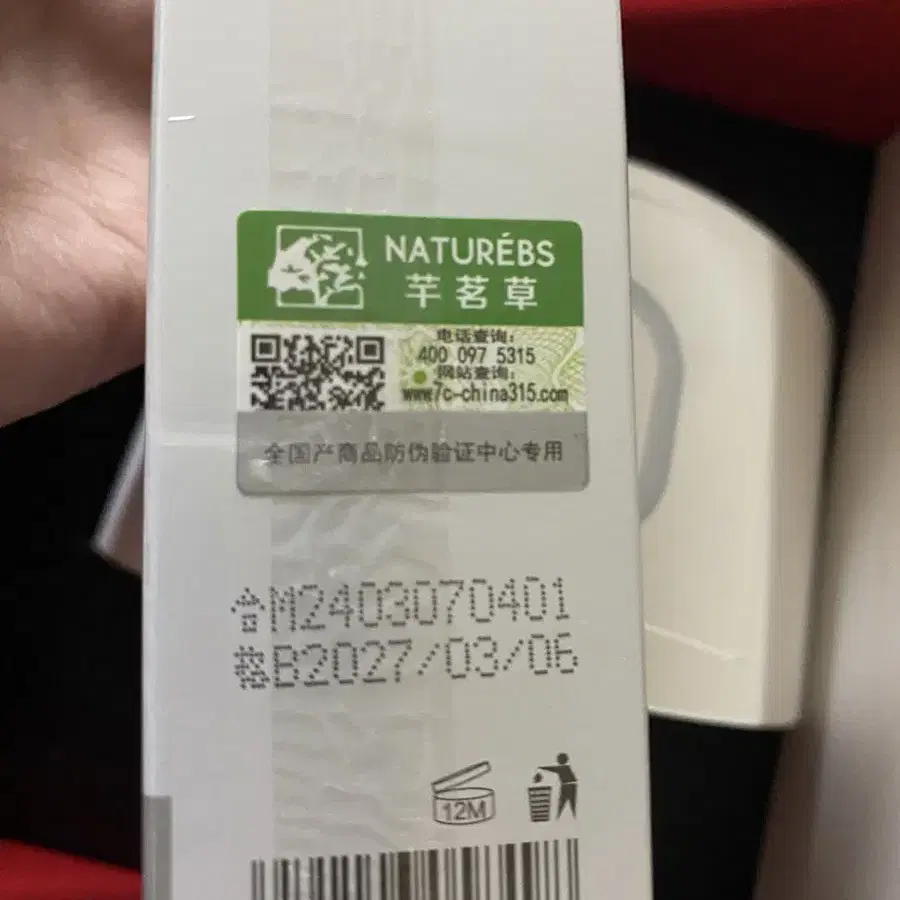 NATURÉBS
芊茗草
电话查询:
400 097 5315
网站查询:
www.7c-china315.com
全国产商品防伪验证中心专用
合M2403070401
格B2027/03/06
12M